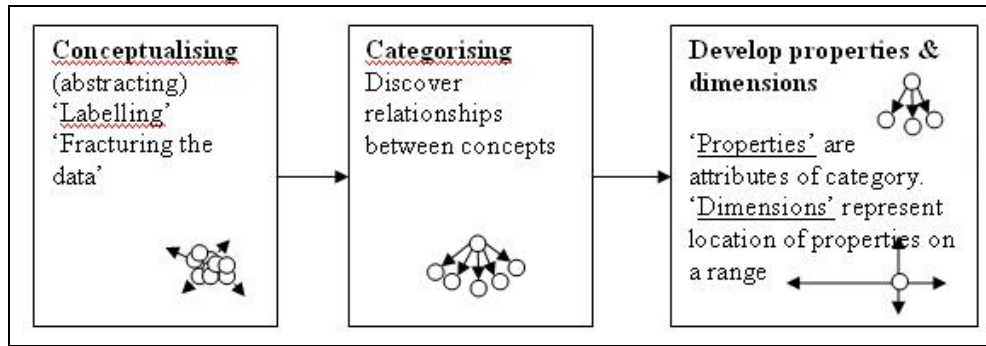 Conceptualising
(abstracting)
‘Labelling’
‘Fracturing the
data’
Categorising
Discover
relationships
between concepts
Develop properties &
dimensions
‘Properties’ are
attributes of category.
‘Dimensions’ represent
location of properties on
a range